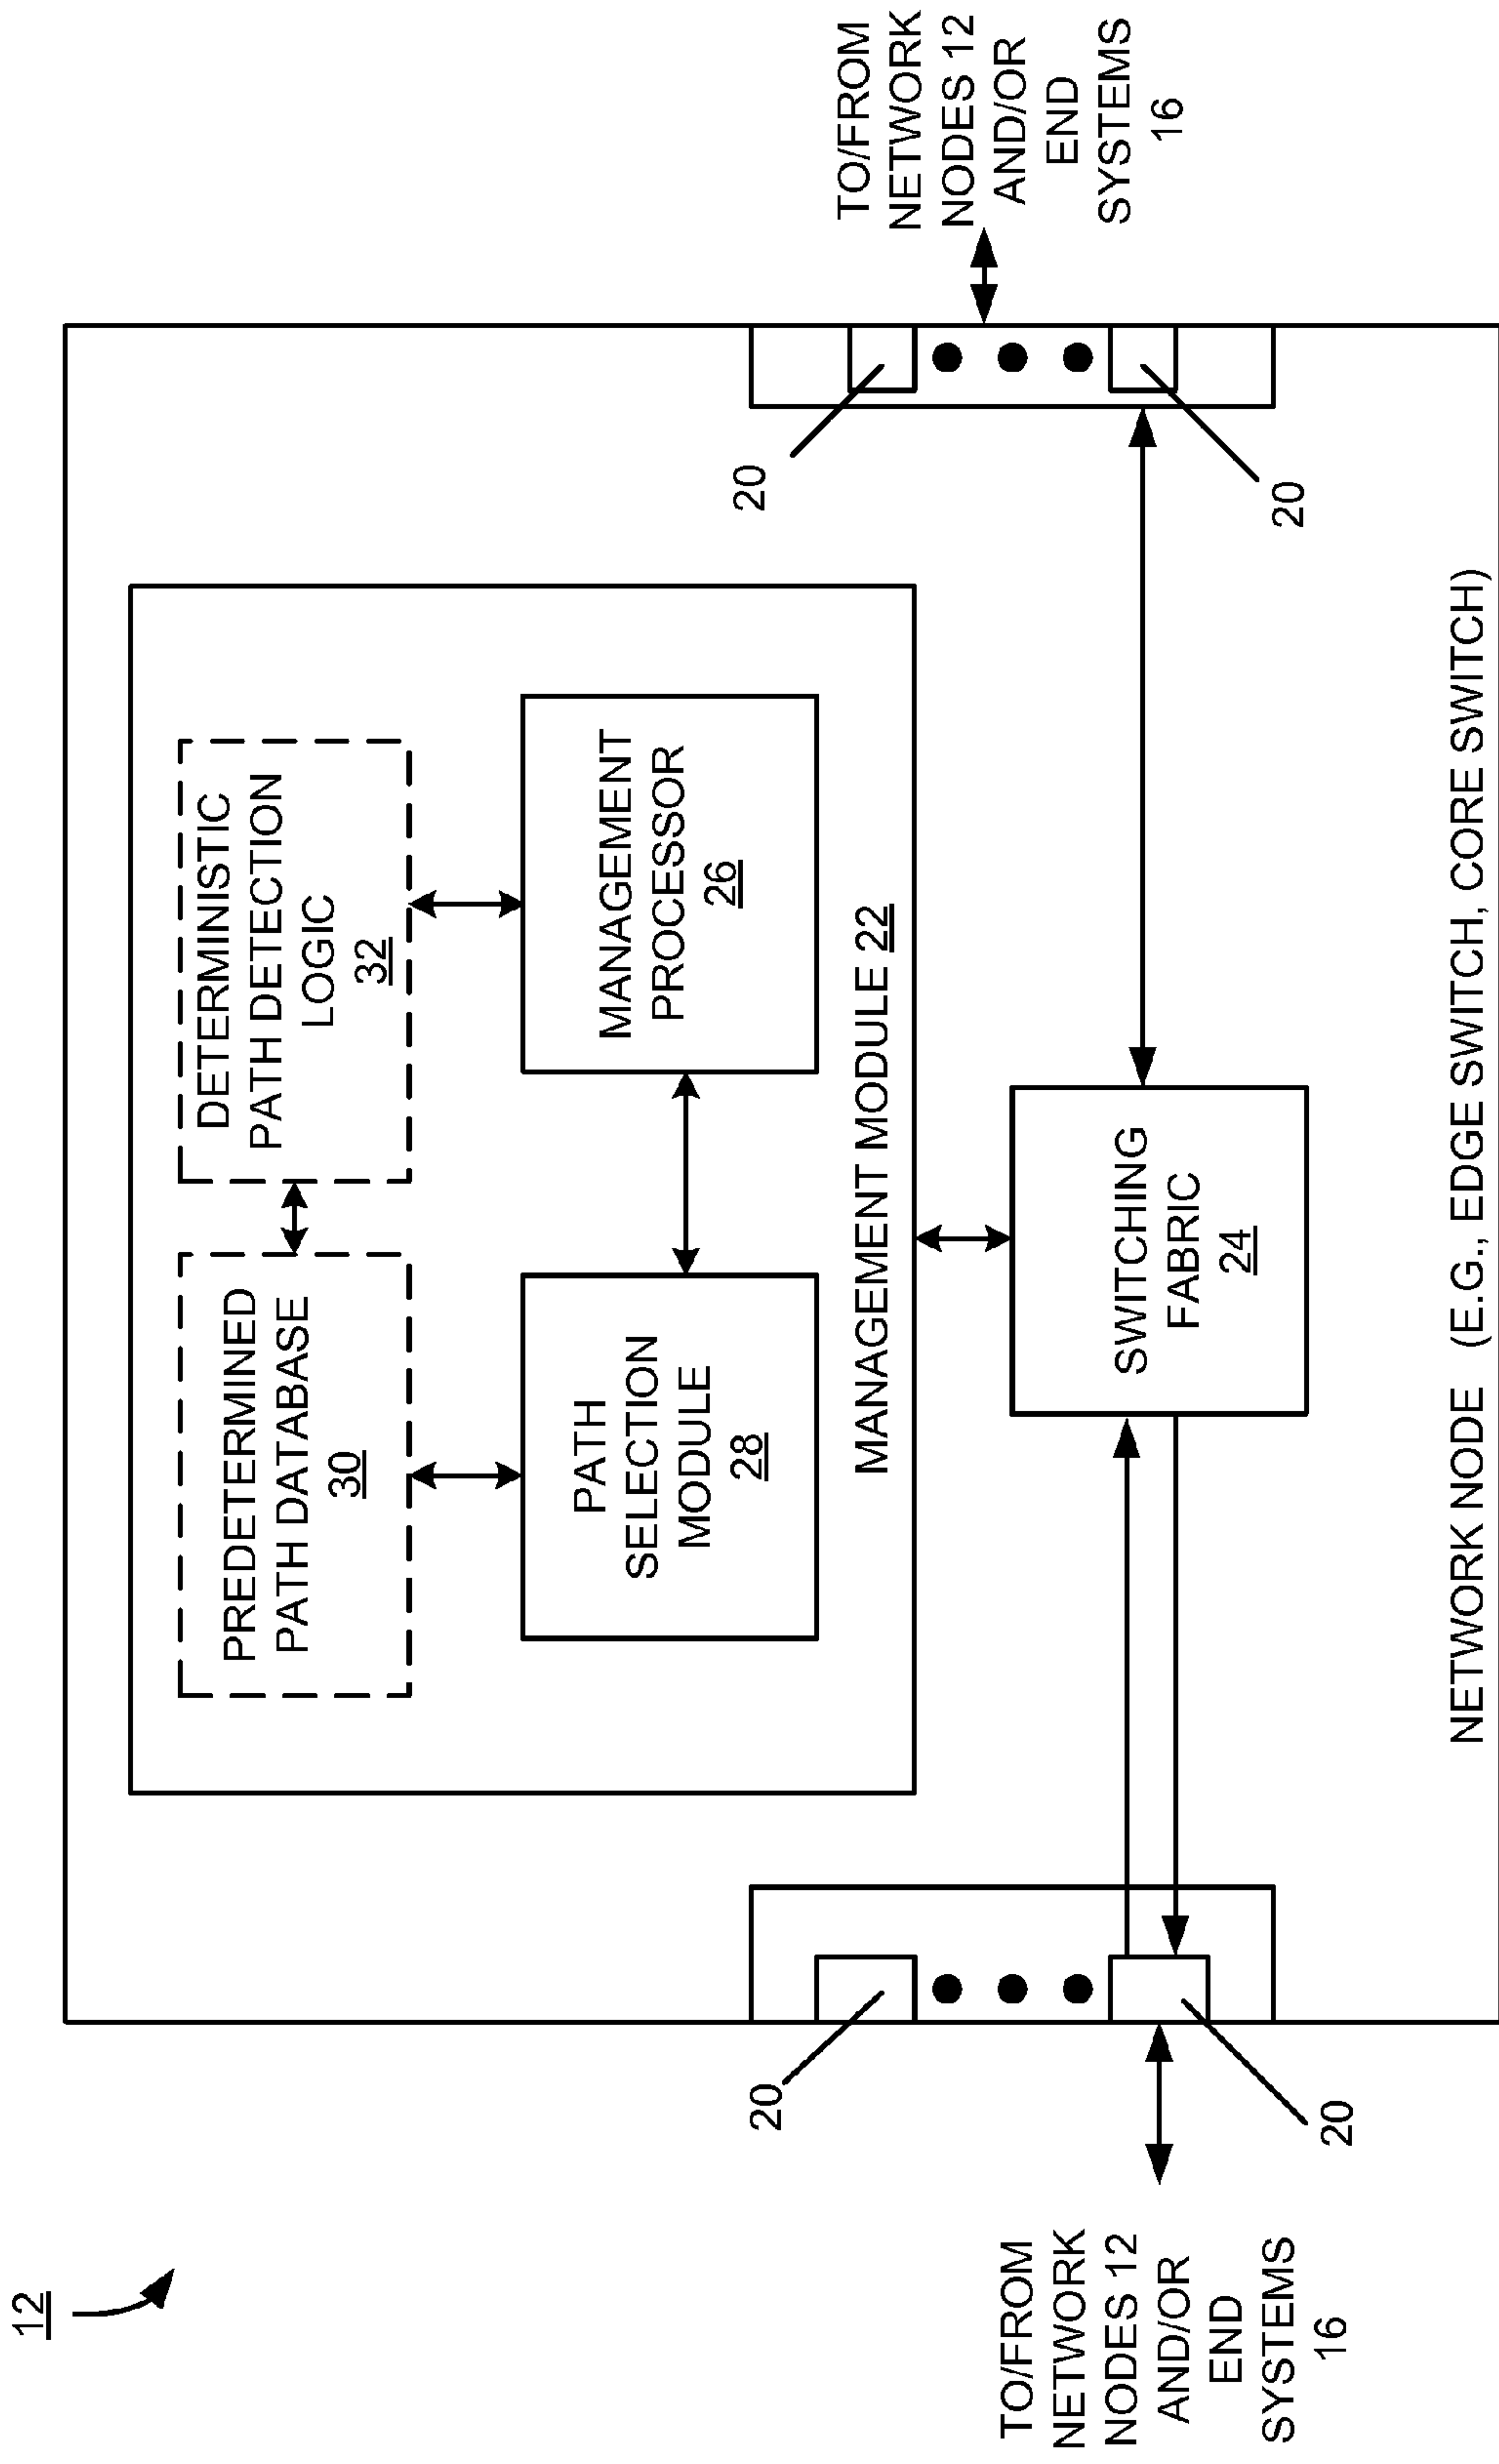 12
PREDETERMINED
PATH DATABASE
30
DETERMINISTIC
PATH DETECTION
LOGIC
32
PATH
SELECTION
MODULE
28
MANAGEMENT
PROCESSOR
26
MANAGEMENT MODULE 22
20
20
20
20
TO/FROM
NETWORK
NODES 12
AND/OR
END
SYSTEMS
16
SWITCHING
FABRIC
24
TO/FROM
NETWORK
NODES 12
AND/OR
END
SYSTEMS
16
NETWORK NODE (E.G., EDGE SWITCH, CORE SWITCH)